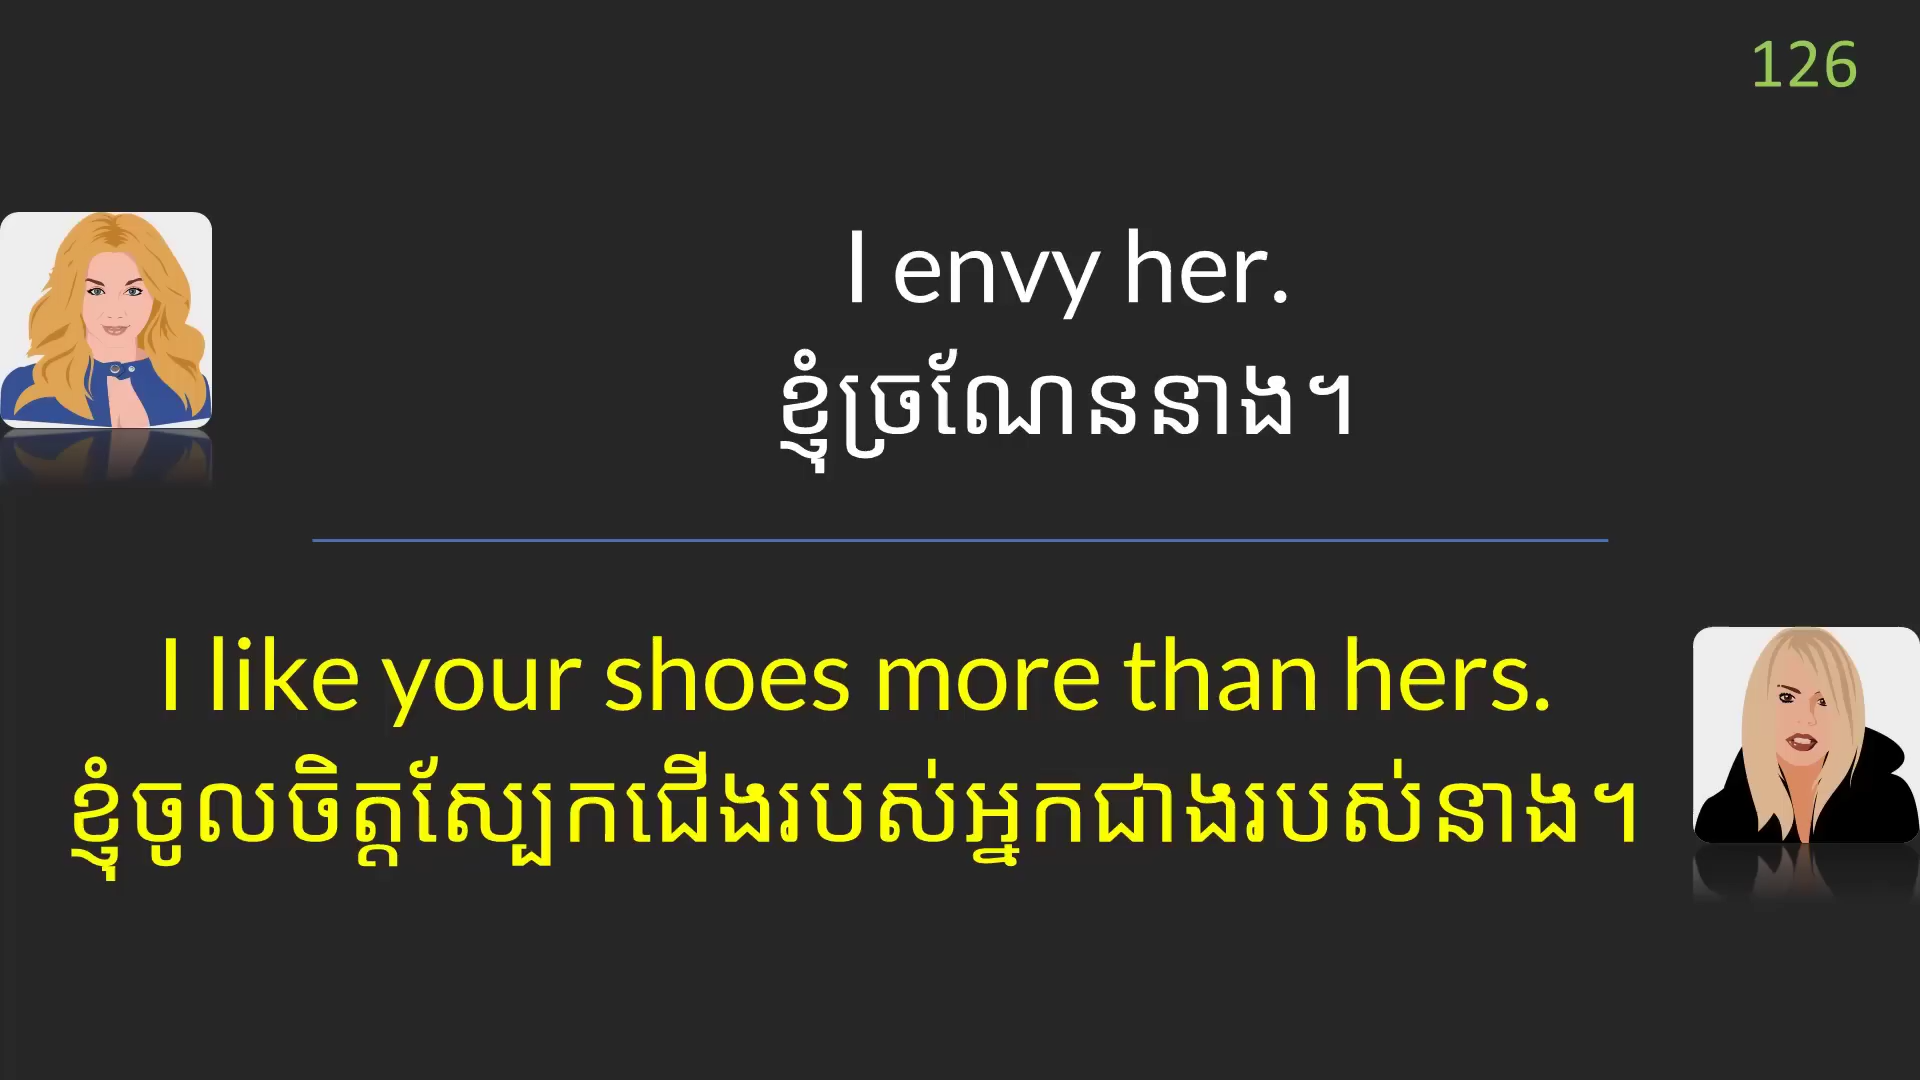 126
I envy her.
ខ្ញុំច្រណែននាង។
I like your shoes more than hers.
ខ្ញុំចូលចិត្តស្បែកជើងរបស់អ្នកជាងរបស់នាង។